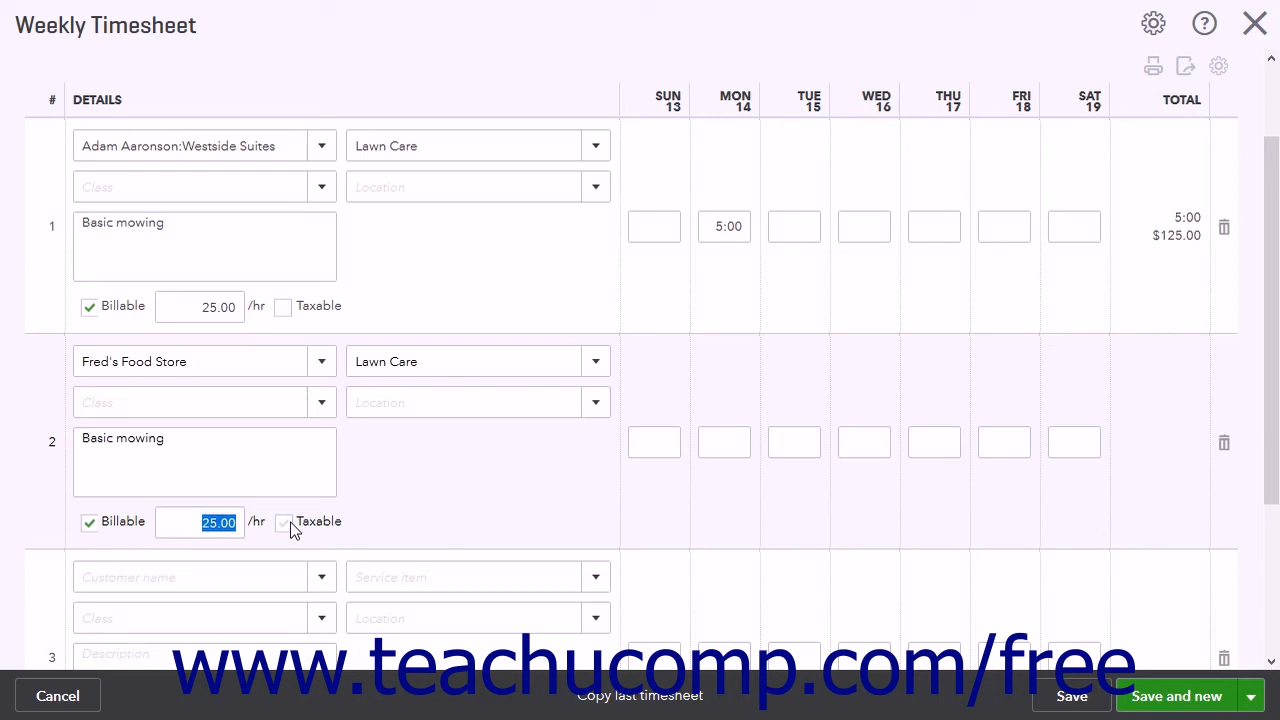 Weekly Timesheet
# DETAILS SUN 13 MON 14 TUE 15 WED 16 THU 17 FRI 18 SAT 19 TOTAL
Adam Aaronson:Westside Suites Lawn Care
Class Location
1 Basic mowing 5:00 5:00
$125.00
Billable 25.00 /hr Taxable
Fred's Food Store Lawn Care
Class Location
2 Basic mowing
Billable 25.00 /hr Taxable
Customer name Service item
Class Location
3 Description
www.teachucomp.com/free
Cancel Copy last timesheet Save Save and new